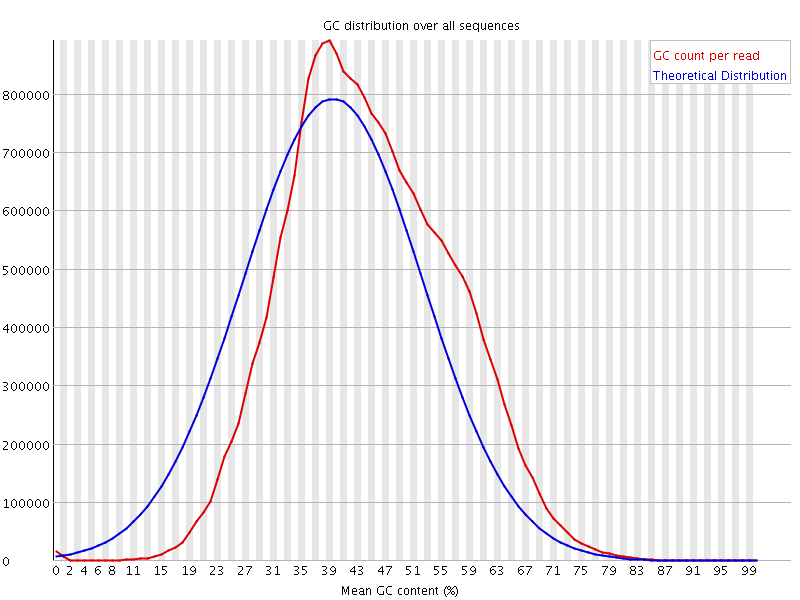 GC distribution over all sequences
GC count per read
Theoretical Distribution
800000
700000
600000
500000
400000
300000
200000
100000
0
0 2 4 6 8 11 15 19 23 27 31 35 39 43 47 51 55 59 63 67 71 75 79 83 87 91 95 99
Mean GC content (%)